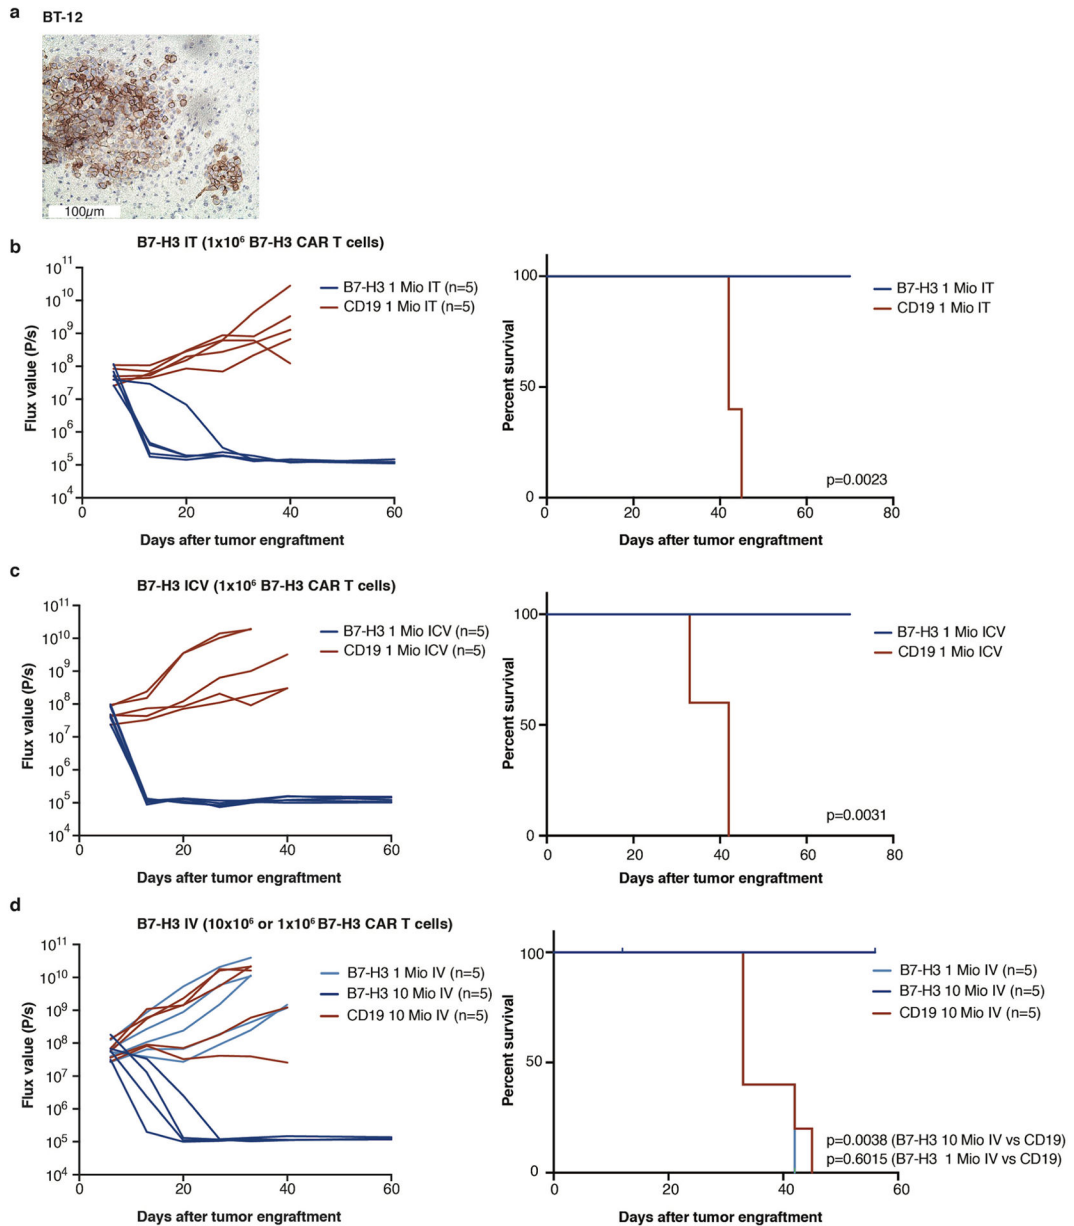 a
BT-12
100µm
b
B7-H3 IT (1x10⁶ B7-H3 CAR T cells)
10¹¹
10¹⁰
10⁹
10⁸
10⁷
10⁶
10⁵
10⁴
Flux value (P/s)
0 20 40 60
Days after tumor engraftment
B7-H3 1 Mio IT (n=5)
CD19 1 Mio IT (n=5)
100
50
0
Percent survival
0 20 40 60 80
Days after tumor engraftment
B7-H3 1 Mio IT
CD19 1 Mio IT
p=0.0023
c
B7-H3 ICV (1x10⁶ B7-H3 CAR T cells)
10¹¹
10¹⁰
10⁹
10⁸
10⁷
10⁶
10⁵
10⁴
Flux value (P/s)
0 20 40 60
Days after tumor engraftment
B7-H3 1 Mio ICV (n=5)
CD19 1 Mio ICV (n=5)
100
50
0
Percent survival
0 20 40 60 80
Days after tumor engraftment
B7-H3 1 Mio ICV
CD19 1 Mio ICV
p=0.0031
d
B7-H3 IV (10x10⁶ or 1x10⁶ B7-H3 CAR T cells)
10¹¹
10¹⁰
10⁹
10⁸
10⁷
10⁶
10⁵
10⁴
Flux value (P/s)
0 20 40 60
Days after tumor engraftment
B7-H3 1 Mio IV (n=5)
B7-H3 10 Mio IV (n=5)
CD19 10 Mio IV (n=5)
100
50
0
Percent survival
0 20 40 60
Days after tumor engraftment
B7-H3 1 Mio IV (n=5)
B7-H3 10 Mio IV (n=5)
CD19 10 Mio IV (n=5)
p=0.0038 (B7-H3 10 Mio IV vs CD19)
p=0.6015 (B7-H3 1 Mio IV vs CD19)